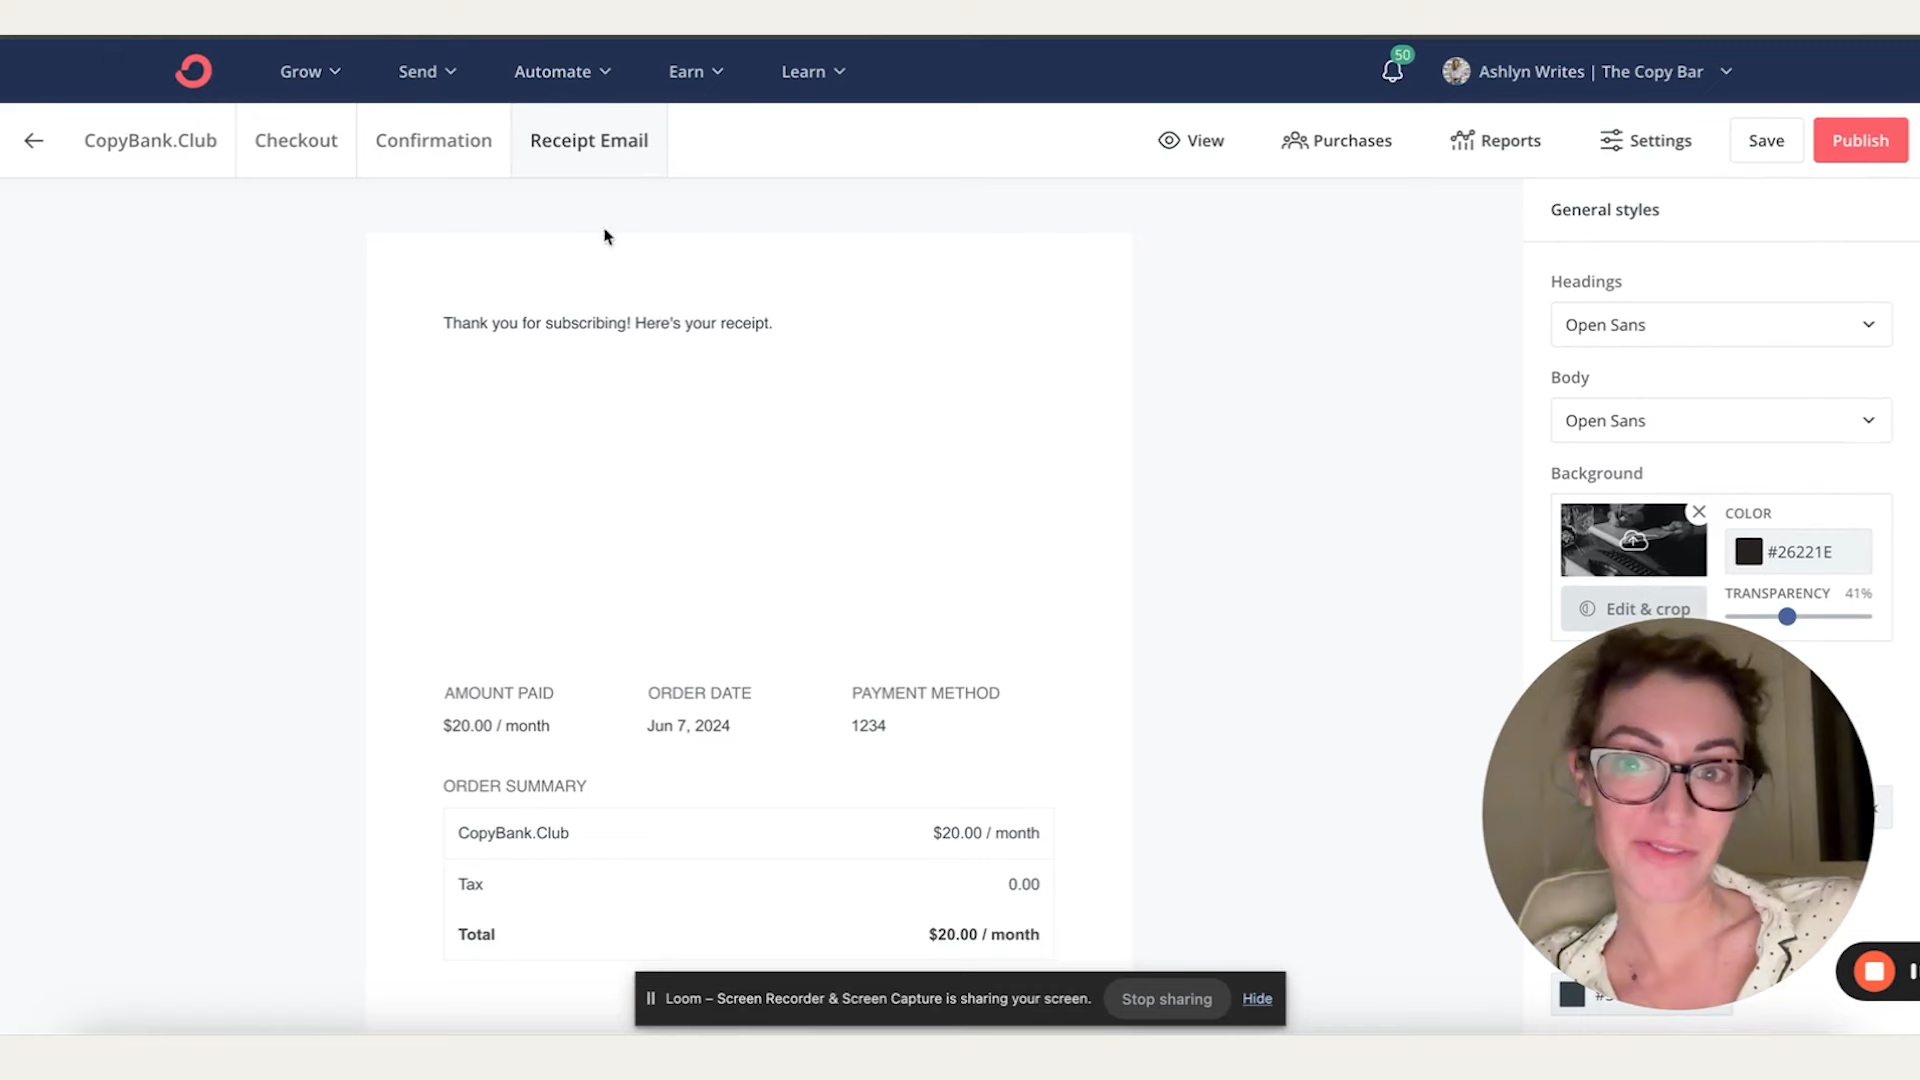 Grow Send Automate Earn Learn 50 Ashlyn Writes | The Copy Bar
CopyBank.Club Checkout Confirmation Receipt Email View Purchases Reports Settings Save Publish
General styles
Thank you for subscribing! Here's your receipt.
Headings
Open Sans
Body
Open Sans
Background
COLOR
#26221E
TRANSPARENCY 41%
Edit & crop
AMOUNT PAID ORDER DATE PAYMENT METHOD
$20.00 / month Jun 7, 2024 1234
ORDER SUMMARY
CopyBank.Club $20.00 / month
Tax 0.00
Total $20.00 / month
Loom – Screen Recorder & Screen Capture is sharing your screen. Stop sharing Hide